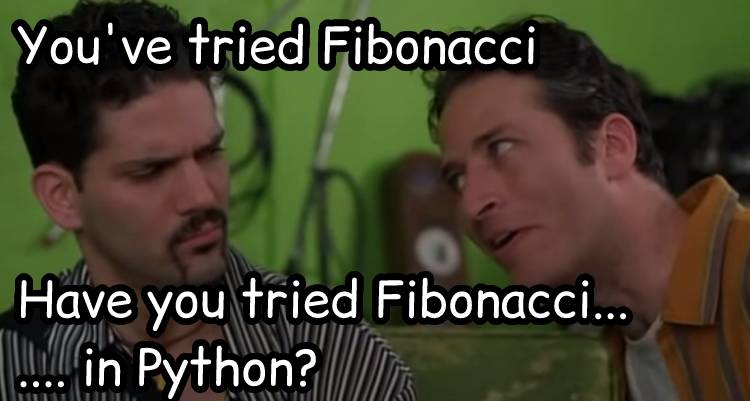 You've tried Fibonacci
Have you tried Fibonacci...
.... in Python?